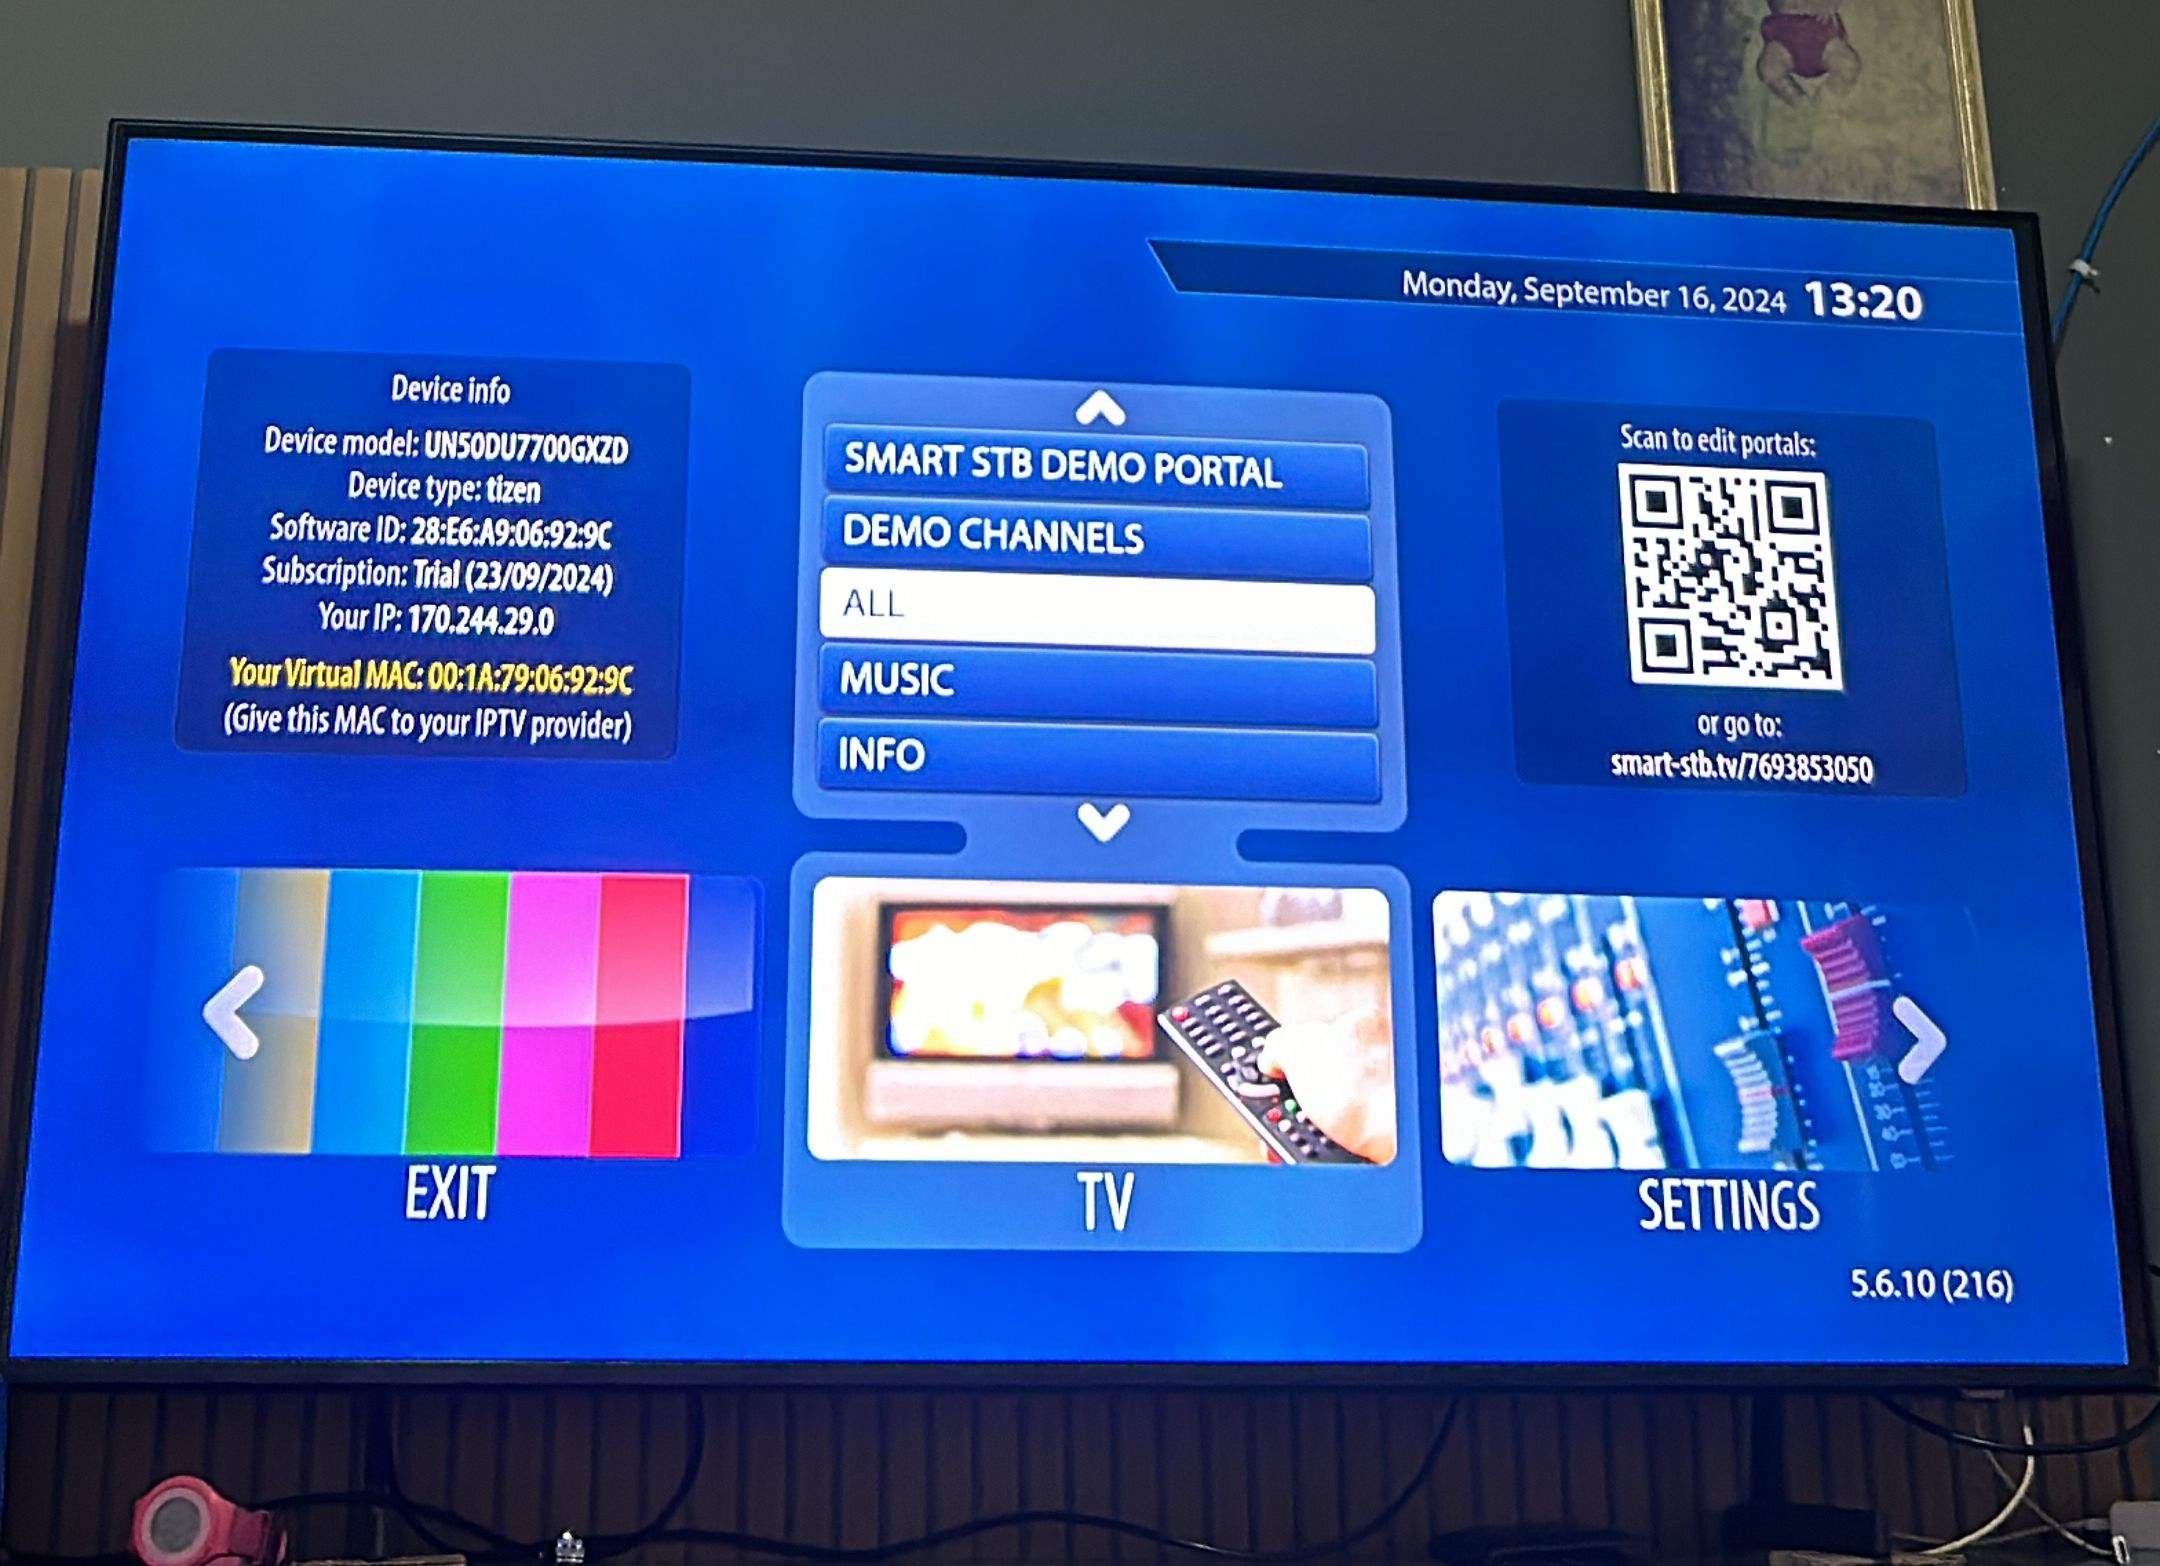 Monday, September 16, 2024 13:20
Device info
Device model: UN50DU7700GXZD
Device type: tizen
Software ID: 28:E6:A9:06:92:9C
Subscription: Trial (23/09/2024)
Your IP: 170.244.29.0
Your Virtual MAC: 00:1A:79:06:92:9C
(Give this MAC to your IPTV provider)
SMART STB DEMO PORTAL
DEMO CHANNELS
ALL
MUSIC
INFO
Scan to edit portals:
or go to:
smart-stb.tv/7693853050
EXIT
TV
SETTINGS
5.6.10 (216)